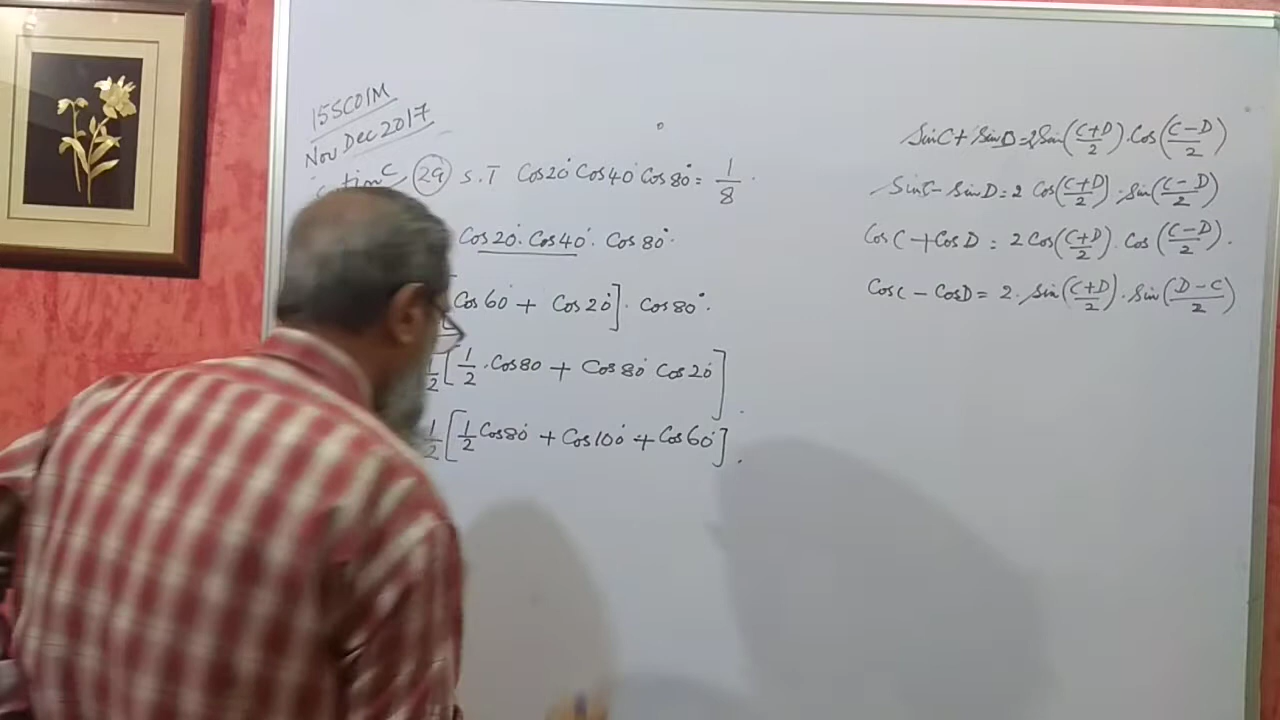 15SC01M
Nov Dec 2017
29 S.T Cos20° Cos40° Cos80° = 1/8.
Cos20°. Cos40°. Cos80°.
Cos60° + Cos20°]. Cos80°.
1/2 [1/2 .Cos80 + Cos80° Cos20°]
1/2 [1/2 Cos80° + Cos100° + Cos60°].
SinC + SinD = 2Sin((C+D)/2).Cos((C-D)/2)
SinC - SinD = 2 Cos((C+D)/2).Sin((C-D)/2)
CosC + CosD = 2Cos((C+D)/2). Cos((C-D)/2).
CosC - CosD = 2. Sin((C+D)/2).Sin((D-C)/2)